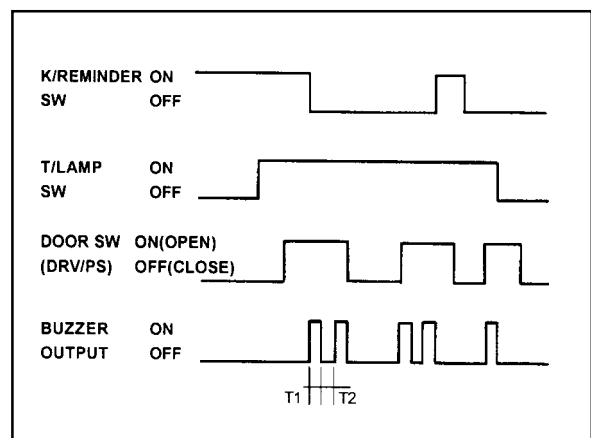 K/REMINDER ON
SW OFF
T/LAMP ON
SW OFF
DOOR SW ON(OPEN)
(DRV/PS) OFF(CLOSE)
BUZZER ON
OUTPUT OFF
T1 T2